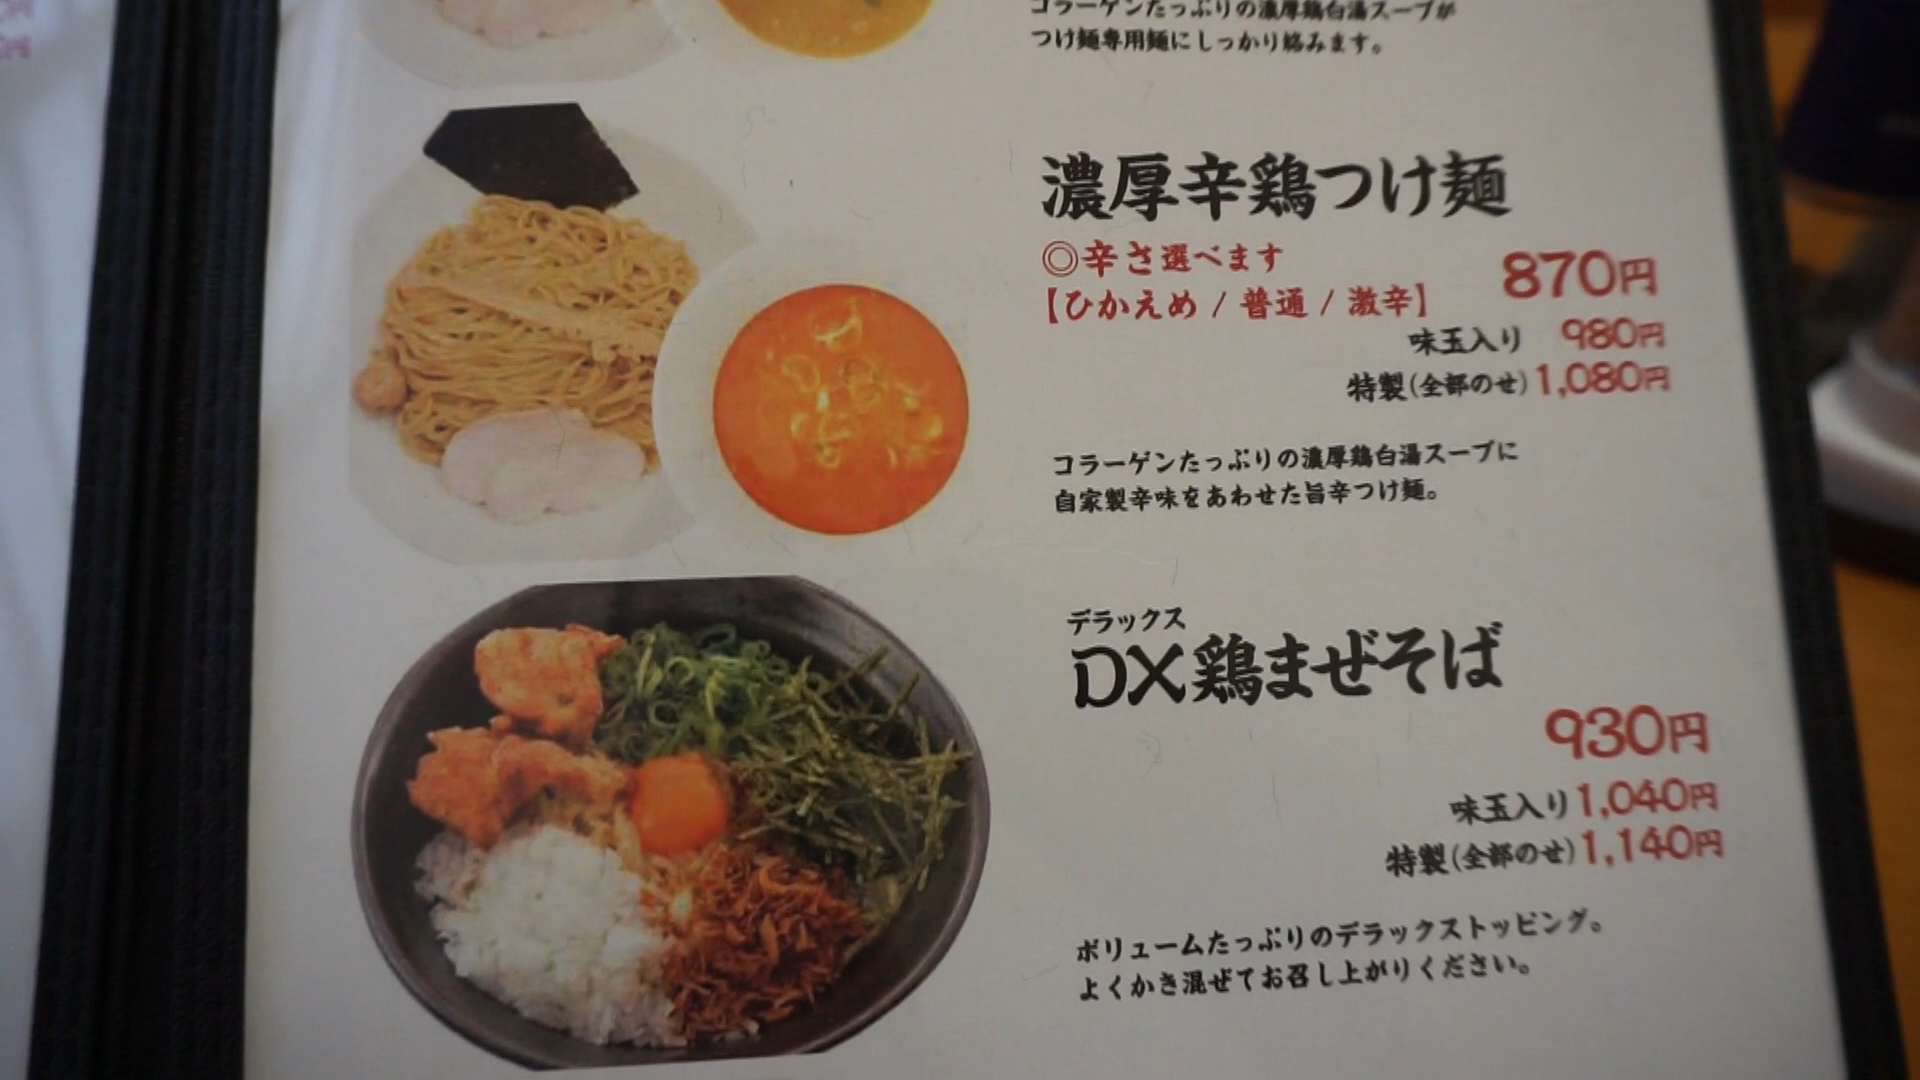 コラーゲンたっぷりの濃厚鶏白湯スープが
つけ麺専用麺にしっかり絡みます。
濃厚辛鶏つけ麺
◎辛さ選べます
【ひかえめ / 普通 / 激辛】
870円
味玉入り 980円
特製(全部のせ) 1,080円
コラーゲンたっぷりの濃厚鶏白湯スープに
自家製辛味をあわせた旨辛つけ麺。
デラックス
DX鶏まぜそば
930円
味玉入り 1,040円
特製(全部のせ) 1,140円
ボリュームたっぷりのデラックストッピング。
よくかき混ぜてお召し上がりください。